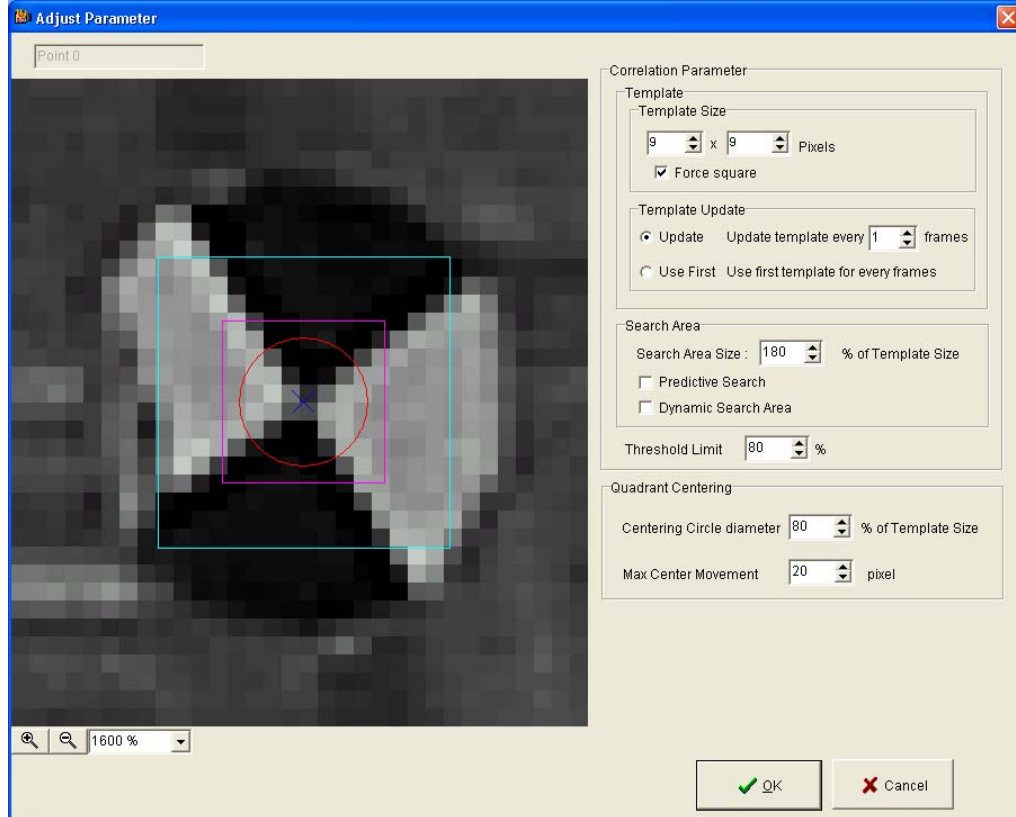 Adjust Parameter
Point 0
Correlation Parameter
Template
Template Size
9 x 9 Pixels
Force square
Template Update
Update Update template every 1 frames
Use First Use first template for every frames
Search Area
Search Area Size : 180 % of Template Size
Predictive Search
Dynamic Search Area
Threshold Limit 80 %
Quadrant Centering
Centering Circle diameter 80 % of Template Size
Max Center Movement 20 pixel
1600 %
OK Cancel